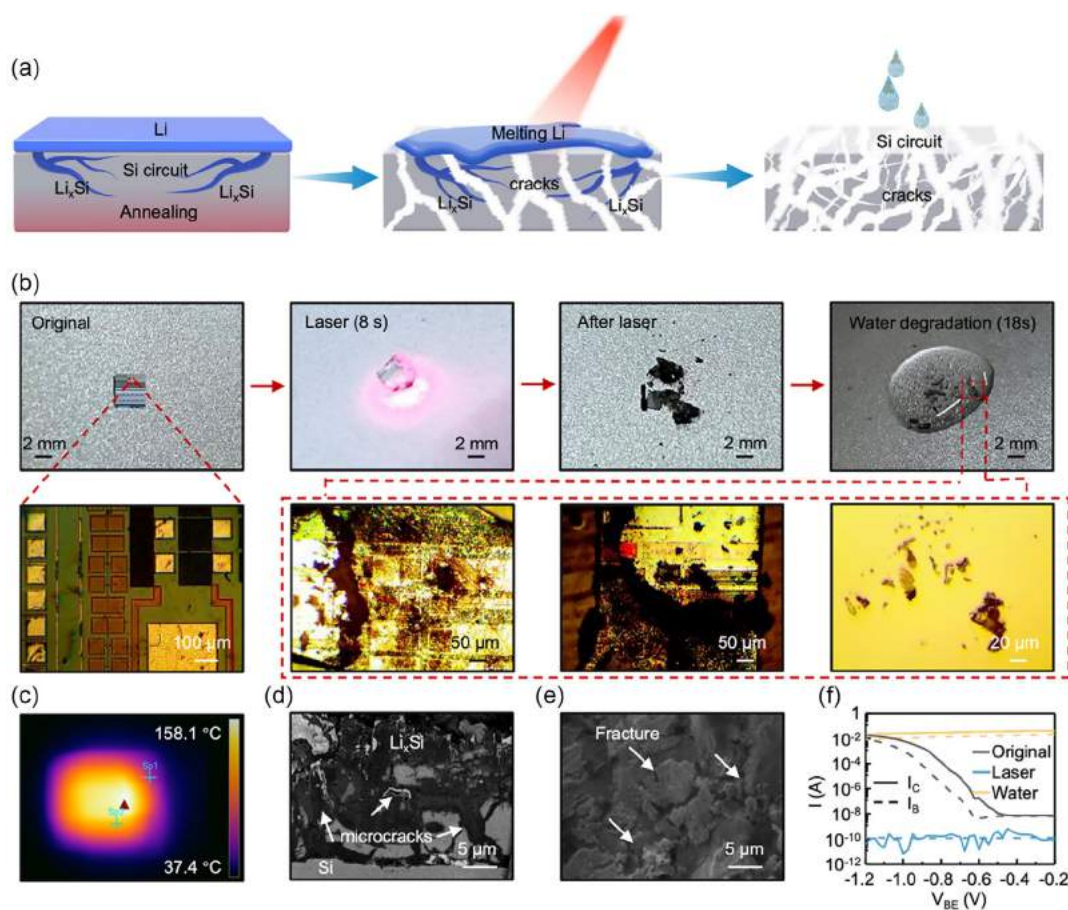 (a)
Li
Si circuit
LiₓSi
LiₓSi
Annealing
Melting Li
cracks
LiₓSi
LiₓSi
Si circuit
cracks
(b)
Original
2 mm
Laser (8 s)
2 mm
After laser
2 mm
Water degradation (18s)
2 mm
100 μm
50 μm
50 μm
20 μm
(c)
158.1 °C
Sp1
37.4 °C
(d)
LiₓSi
microcracks
Si
5 μm
(e)
Fracture
5 μm
(f)
I (A)
1
10⁻²
10⁻⁴
10⁻⁶
10⁻⁸
10⁻¹⁰
10⁻¹²
Original
Laser
Water
I_C
I_B
-1.2 -1.0 -0.8 -0.6 -0.4 -0.2
V_BE (V)